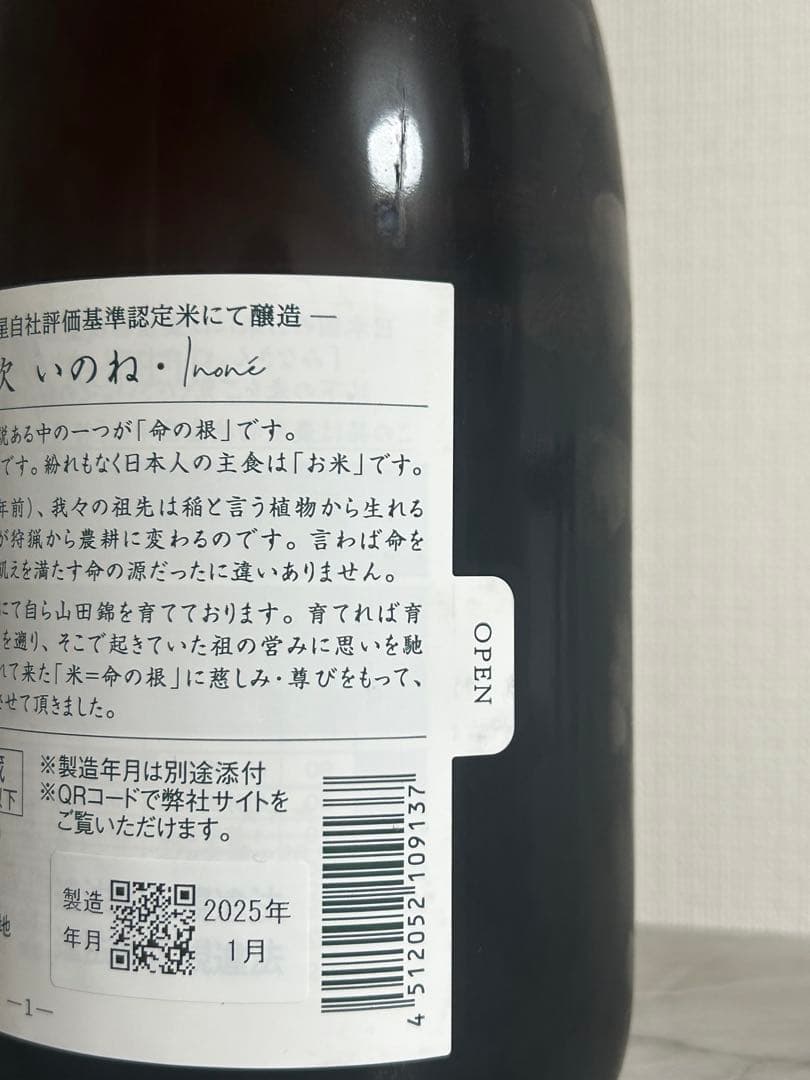 屋自社評価基準認定米にて醸造 ―
吹 いのね・Inoné
説ある中の一つが「命の根」です。
です。紛れもなく日本人の主食は「お米」です。
年前)、我々の祖先は稲と言う植物から生れる
が狩猟から農耕に変わるのです。言わば命を
飢えを満たす命の源だったに違いありません。
にて自ら山田錦を育てております。育てれば育
を遡り、そこで起きていた祖の営みに思いを馳
れて来た「米=命の根」に慈しみ・尊びをもって、
させて頂きました。
OPEN
蔵
以下
※製造年月は別途添付
※QRコードで弊社サイトを
ご覧いただけます。
製造
年月
2025年
1月
地
―1―
4 512052 109137